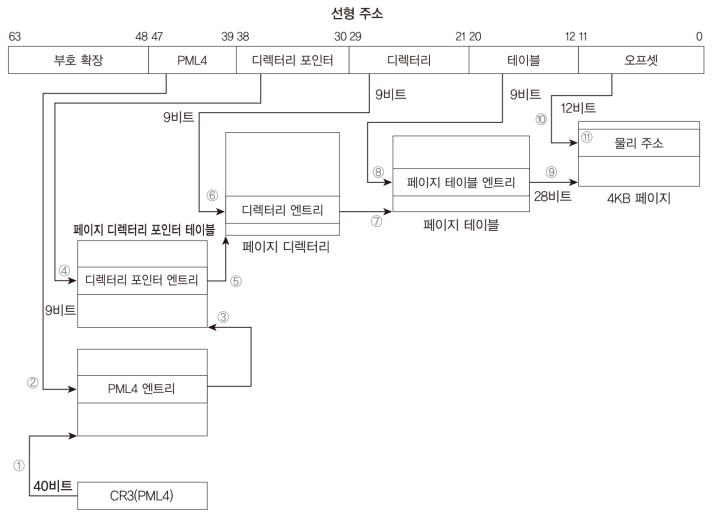 선형 주소
63 48 47 39 38 30 29 21 20 12 11 0
부호 확장 PML4 디렉터리 포인터 디렉터리 테이블 오프셋
9비트 9비트 12비트
9비트
⑩ ⑪ 물리 주소
⑧ 페이지 테이블 엔트리 ⑨
28비트 4KB 페이지
⑥ 디렉터리 엔트리 ⑦ 페이지 테이블
페이지 디렉터리 포인터 테이블 페이지 디렉터리
④ 디렉터리 포인터 엔트리 ⑤
9비트 ③
② PML4 엔트리
①
40비트 CR3(PML4)